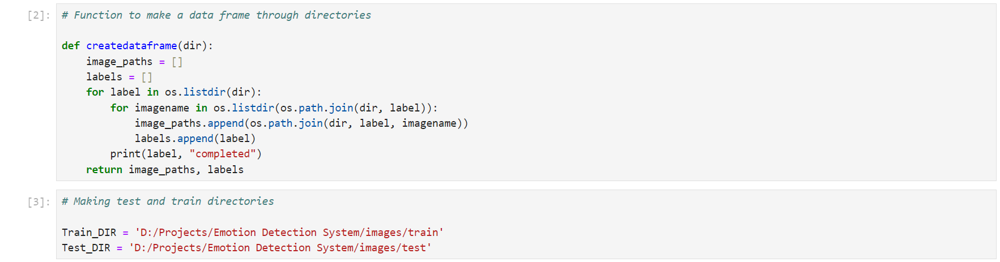 [2]: # Function to make a data frame through directories
def createdataframe(dir):
    image_paths = []
    labels = []
    for label in os.listdir(dir):
        for imagename in os.listdir(os.path.join(dir, label)):
            image_paths.append(os.path.join(dir, label, imagename))
            labels.append(label)
        print(label, "completed")
    return image_paths, labels
[3]: # Making test and train directories
Train_DIR = 'D:/Projects/Emotion Detection System/images/train'
Test_DIR = 'D:/Projects/Emotion Detection System/images/test'